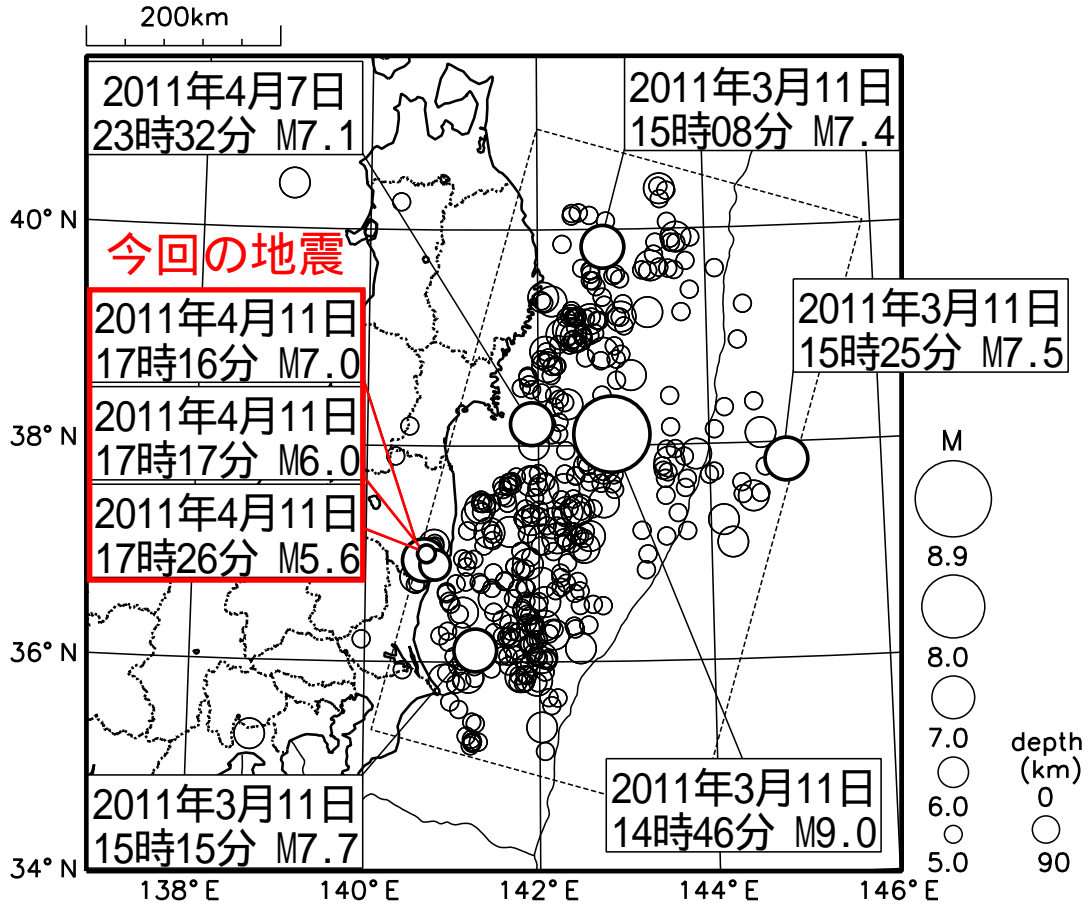 200km
2011年4月7日
23時32分 M7.1
2011年3月11日
15時08分 M7.4
40°N
今回の地震
2011年4月11日
17時16分 M7.0
2011年4月11日
17時17分 M6.0
2011年4月11日
17時26分 M5.6
2011年3月11日
15時25分 M7.5
38°N
M
8.9
8.0
7.0
6.0
5.0
depth
(km)
0
90
36°N
2011年3月11日
15時15分 M7.7
2011年3月11日
14時46分 M9.0
34°N
138°E
140°E
142°E
144°E
146°E